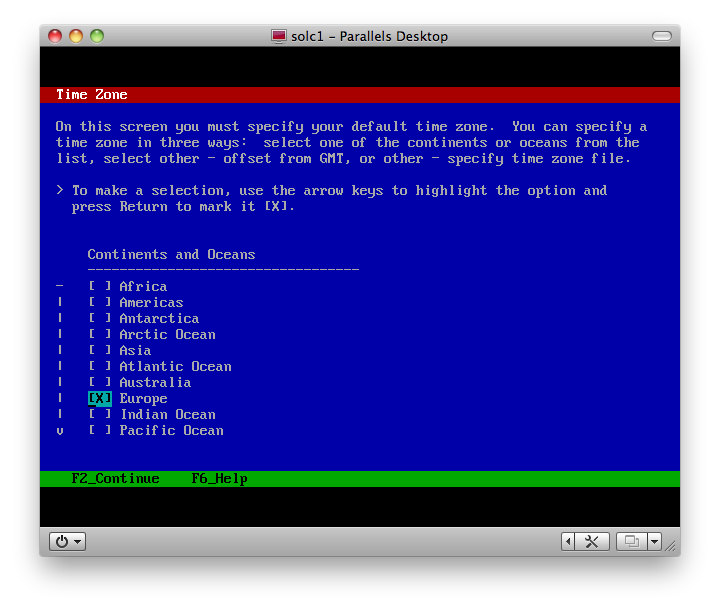 solc1 – Parallels Desktop
Time Zone
On this screen you must specify your default time zone.  You can specify a
time zone in three ways:  select one of the continents or oceans from the
list, select other - offset from GMT, or other - specify time zone file.
> To make a selection, use the arrow keys to highlight the option and
press Return to mark it [X].
Continents and Oceans
----------------------------------
-   [ ] Africa
|   [ ] Americas
|   [ ] Antarctica
|   [ ] Arctic Ocean
|   [ ] Asia
|   [ ] Atlantic Ocean
|   [ ] Australia
|   [X] Europe
|   [ ] Indian Ocean
v   [ ] Pacific Ocean
F2_Continue    F6_Help